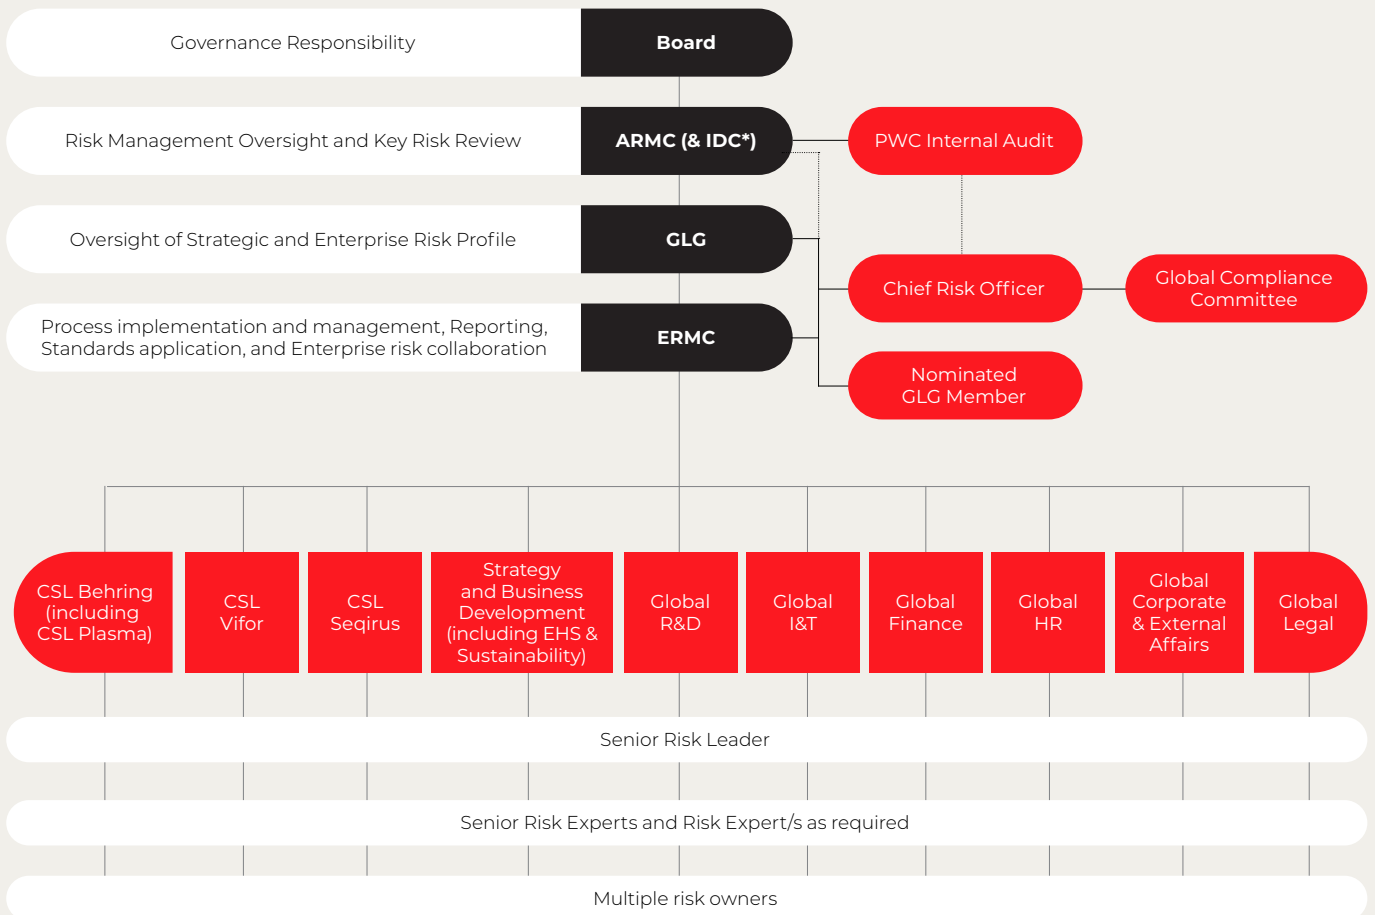 Governance Responsibility
Board
Risk Management Oversight and Key Risk Review
ARMC (& IDC*)
PWC Internal Audit
Oversight of Strategic and Enterprise Risk Profile
GLG
Chief Risk Officer
Global Compliance
Committee
Process implementation and management, Reporting,
Standards application, and Enterprise risk collaboration
ERMC
Nominated
GLG Member
CSL Behring
(including
CSL Plasma)
CSL
Vifor
CSL
Seqirus
Strategy
and Business
Development
(including EHS &
Sustainability)
Global
R&D
Global
I&T
Global
Finance
Global
HR
Global
Corporate
& External
Affairs
Global
Legal
Senior Risk Leader
Senior Risk Experts and Risk Expert/s as required
Multiple risk owners